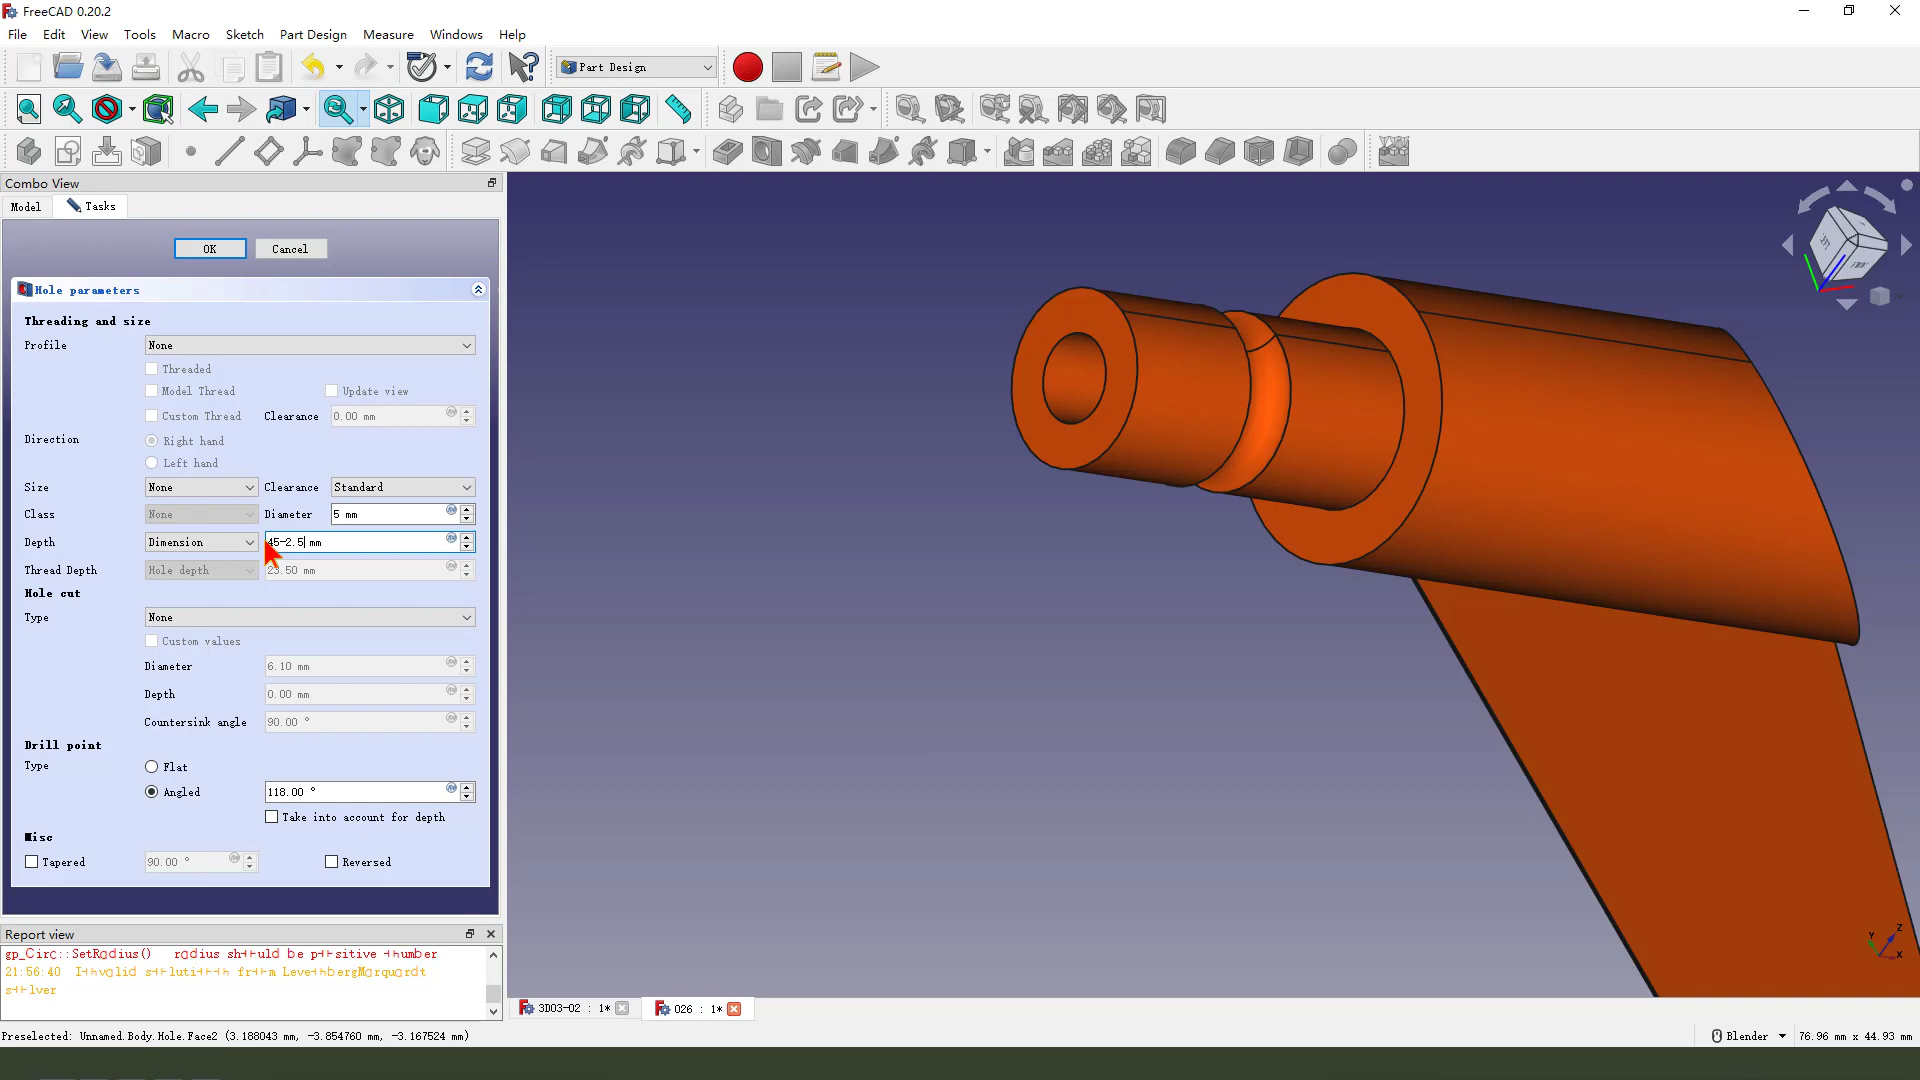 FreeCAD 0.20.2
File Edit View Tools Macro Sketch Part Design Measure Windows Help
Part Design
Combo View
Model Tasks
OK Cancel
Hole parameters
Threading and size
Profile None
Threaded
Model Thread Update view
Custom Thread Clearance 0.00 mm
Direction Right hand
Left hand
Size None Clearance Standard
Class None Diameter 5 mm
Depth Dimension 45-2.5 mm
Thread Depth Hole depth 23.50 mm
Hole cut
Type None
Custom values
Diameter 6.10 mm
Depth 0.00 mm
Countersink angle 90.00 °
Drill point
Type Flat
Angled 118.00 °
Take into account for depth
Misc
Tapered 90.00 ° Reversed
Report view
21:56:40
3D03-02 : 1* 026 : 1*
Preselected: Unnamed.Body.Hole.Face2 (3.188043 mm, -3.854760 mm, -3.167524 mm)
Blender 76.96 mm x 44.93 mm
Z
Y
X